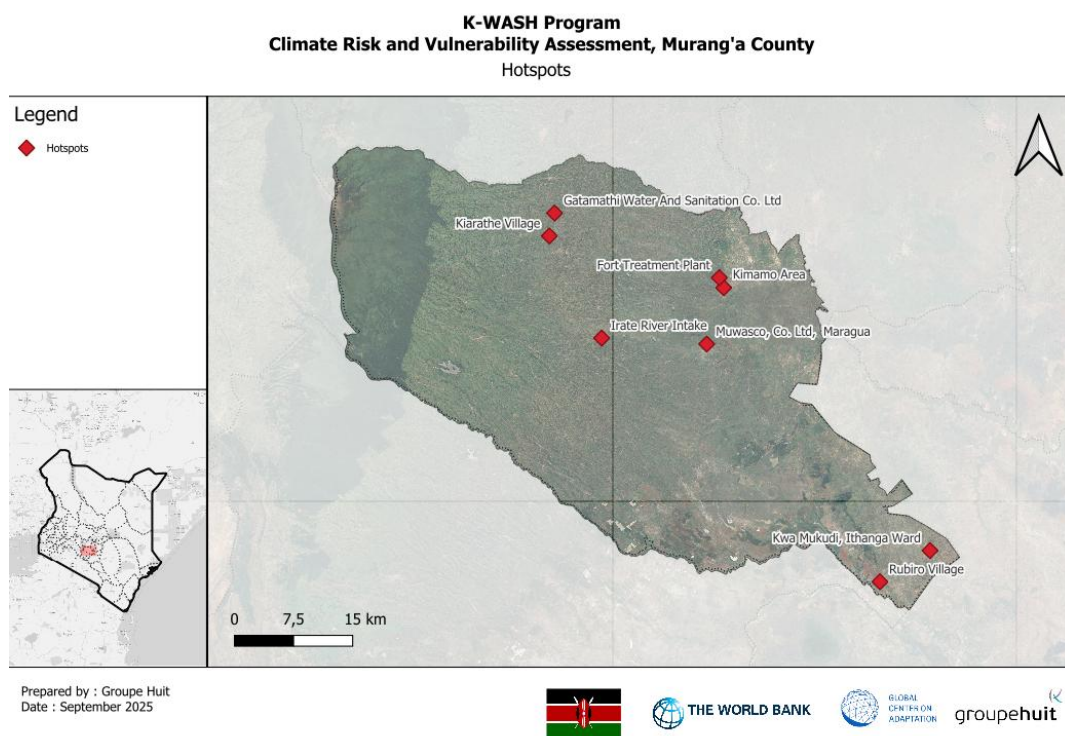 K-WASH Program
Climate Risk and Vulnerability Assessment, Murang'a County
Hotspots
Legend
Hotspots
Gatamathi Water And Sanitation Co. Ltd
Kiarathe Village
Fort Treatment Plant
Kimamo Area
Irate River Intake
Muwasco, Co. Ltd, Maragua
Kwa Mukudi, Ithanga Ward
Rubiro Village
0 7,5 15 km
Prepared by : Groupe Huit
Date : September 2025
THE WORLD BANK
GLOBAL
CENTER ON
ADAPTATION
groupehuit